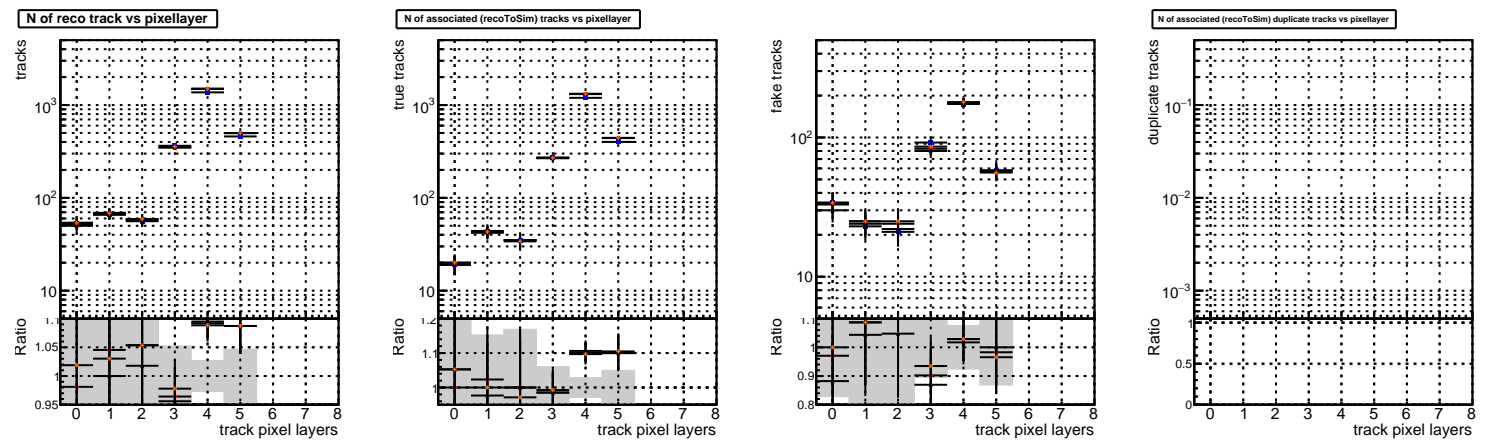 N of reco track vs pixellayer
tracks
10³
10²
10
Ratio
1.1
1.05
1
0.95
0 1 2 3 4 5 6 7 8
track pixel layers
N of associated (recoToSim) tracks vs pixellayer
true tracks
10³
10²
10
Ratio
1.2
1.1
1
0 1 2 3 4 5 6 7 8
track pixel layers
fake tracks
10²
10
Ratio
1.1
1
0.9
0.8
0 1 2 3 4 5 6 7 8
track pixel layers
N of associated (recoToSim) duplicate tracks vs pixellayer
duplicate tracks
10⁻¹
10⁻²
10⁻³
Ratio
1
0.5
0
0 1 2 3 4 5 6 7 8
track pixel layers